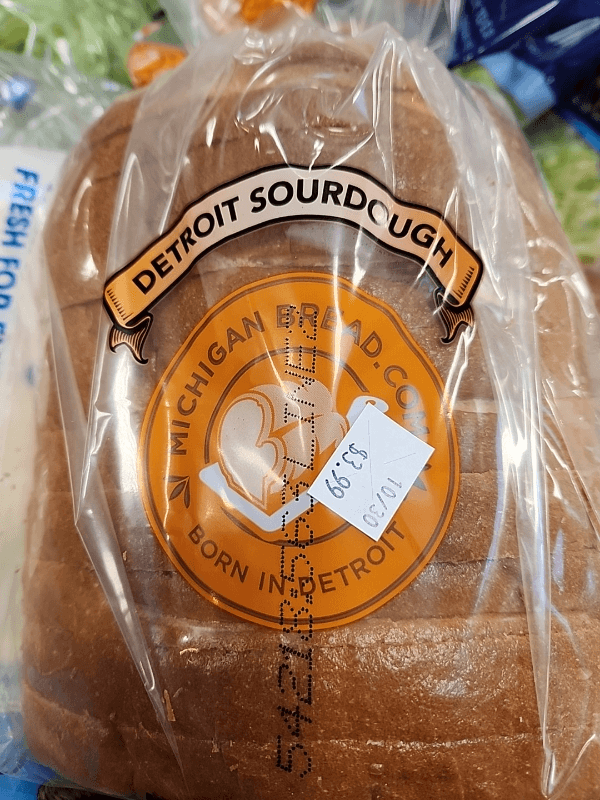 DETROIT SOURDOUGH
MICHIGAN BREAD.COM
BORN IN DETROIT
$3.99
10/30
FRESH FOR